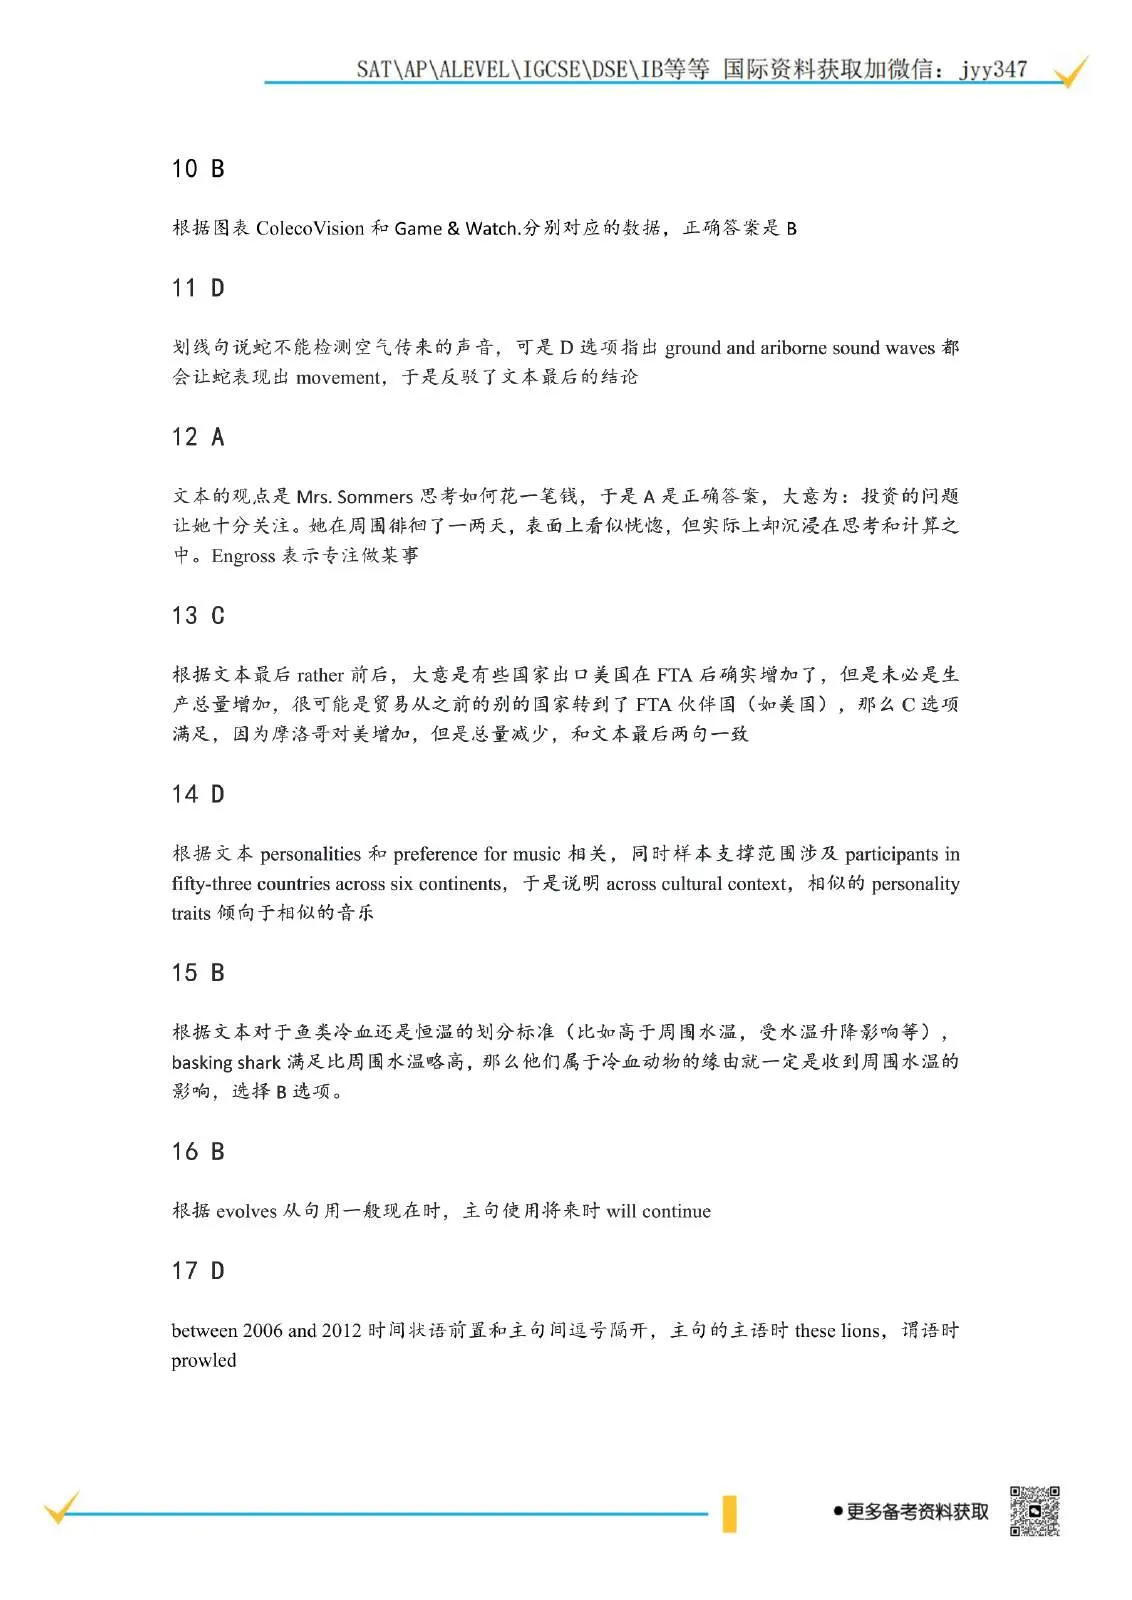 SAT\AP\ALEVEL\IGCSE\DSE\IB等等 国际资料获取加微信：jyy347
10 B
根据图表 ColecoVision 和 Game & Watch.分别对应的数据，正确答案是 B
11 D
划线句说蛇不能检测空气传来的声音，可是 D 选项指出 ground and ariborne sound waves 都
会让蛇表现出 movement，于是反驳了文本最后的结论
12 A
文本的观点是 Mrs. Sommers 思考如何花一笔钱，于是 A 是正确答案，大意为：投资的问题
让她十分关注。她在周围徘徊了一两天，表面上看似恍惚，但实际上却沉浸在思考和计算之
中。Engross 表示专注做某事
13 C
根据文本最后 rather 前后，大意是有些国家出口美国在 FTA 后确实增加了，但是未必是生
产总量增加，很可能是贸易从之前的别的国家转到了 FTA 伙伴国（如美国），那么 C 选项
满足，因为摩洛哥对美增加，但是总量减少，和文本最后两句一致
14 D
根据文本 personalities 和 preference for music 相关，同时样本支撑范围涉及 participants in
fifty-three countries across six continents，于是说明 across cultural context，相似的 personality
traits 倾向于相似的音乐
15 B
根据文本对于鱼类冷血还是恒温的划分标准（比如高于周围水温，受水温升降影响等），
basking shark 满足比周围水温略高，那么他们属于冷血动物的缘由就一定是收到周围水温的
影响，选择 B 选项。
16 B
根据 evolves 从句用一般现在时，主句使用将来时 will continue
17 D
between 2006 and 2012 时间状语前置和主句间逗号隔开，主句的主语时 these lions，谓语时
prowled
●更多备考资料获取